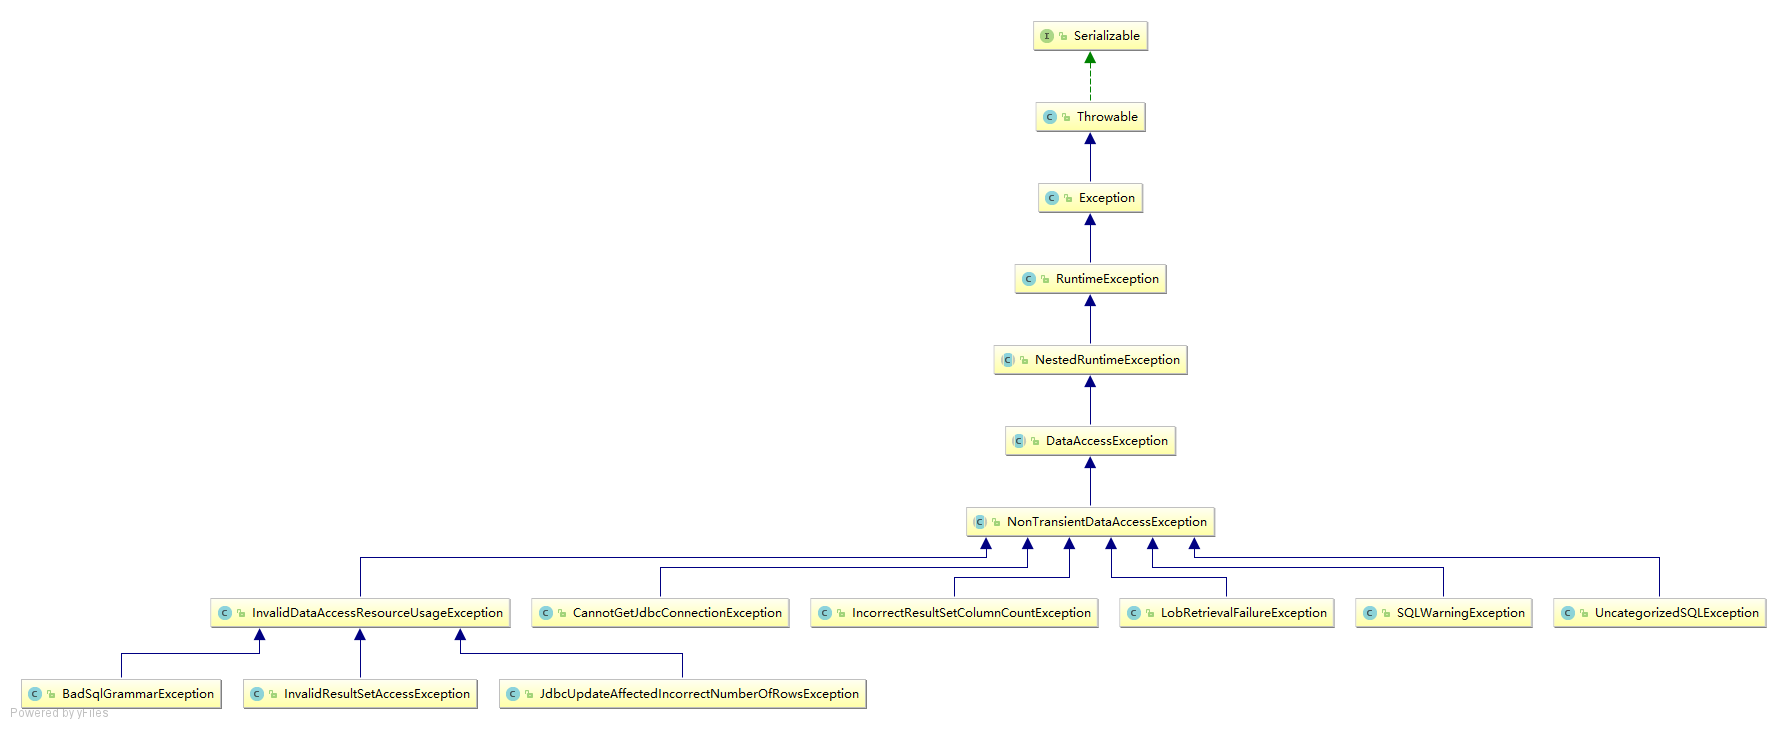 Serializable
Throwable
Exception
RuntimeException
NestedRuntimeException
DataAccessException
NonTransientDataAccessException
InvalidDataAccessResourceUsageException
CannotGetJdbcConnectionException
IncorrectResultSetColumnCountException
LobRetrievalFailureException
SQLWarningException
UncategorizedSQLException
BadSqlGrammarException
InvalidResultSetAccessException
JdbcUpdateAffectedIncorrectNumberOfRowsException
Powered by yFiles